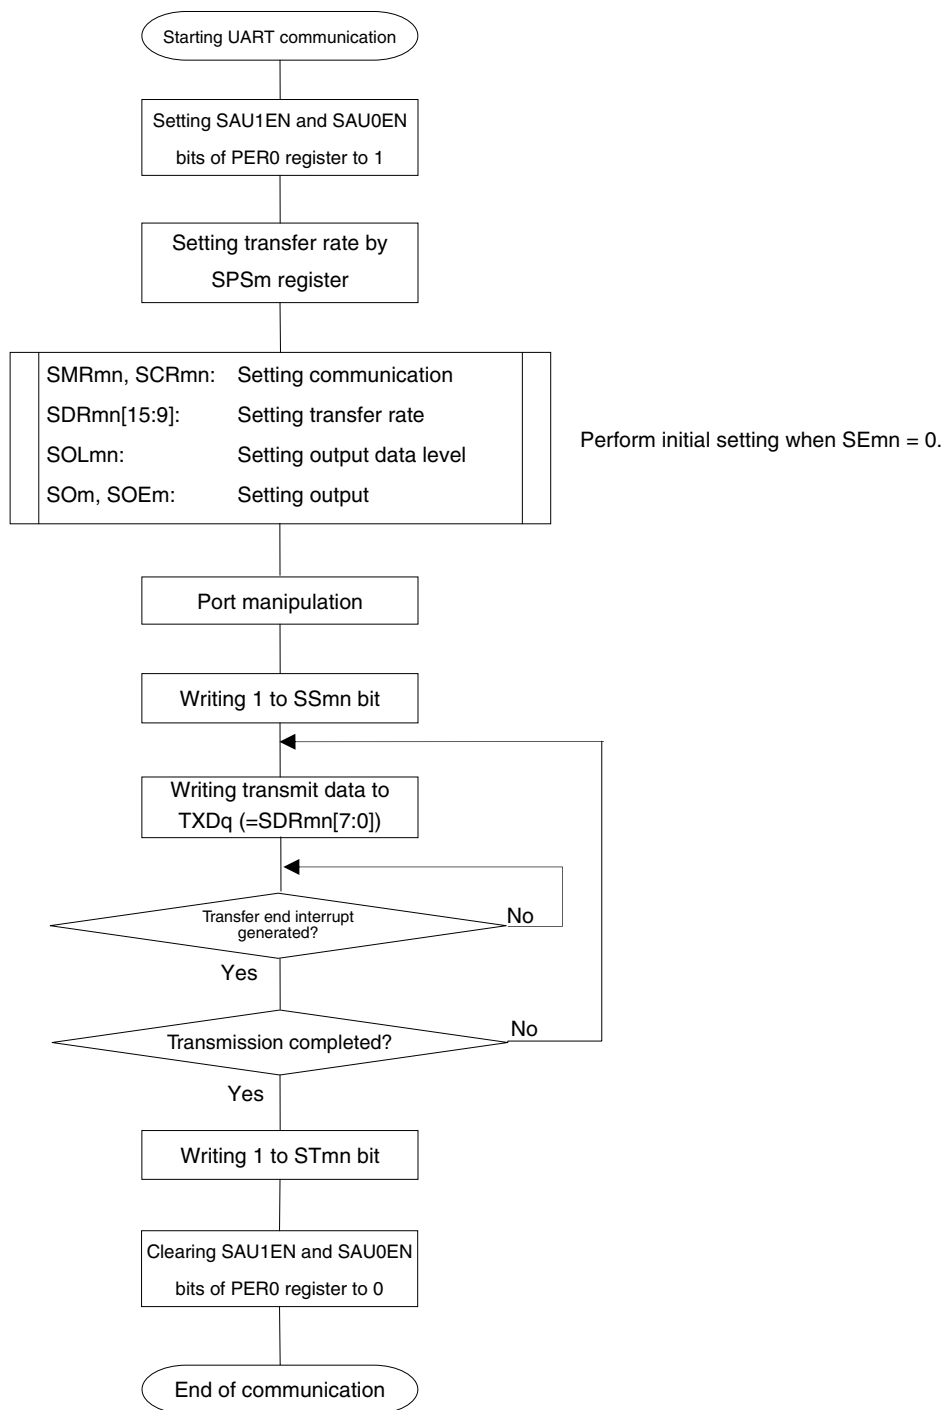 Starting UART communication
Setting SAU1EN and SAU0EN
bits of PER0 register to 1
Setting transfer rate by
SPSm register
SMRmn, SCRmn: Setting communication
SDRmn[15:9]: Setting transfer rate
SOLmn: Setting output data level
SOm, SOEm: Setting output
Perform initial setting when SEmn = 0.
Port manipulation
Writing 1 to SSmn bit
Writing transmit data to
TXDq (=SDRmn[7:0])
Transfer end interrupt
generated?
No
Yes
Transmission completed?
No
Yes
Writing 1 to STmn bit
Clearing SAU1EN and SAU0EN
bits of PER0 register to 0
End of communication